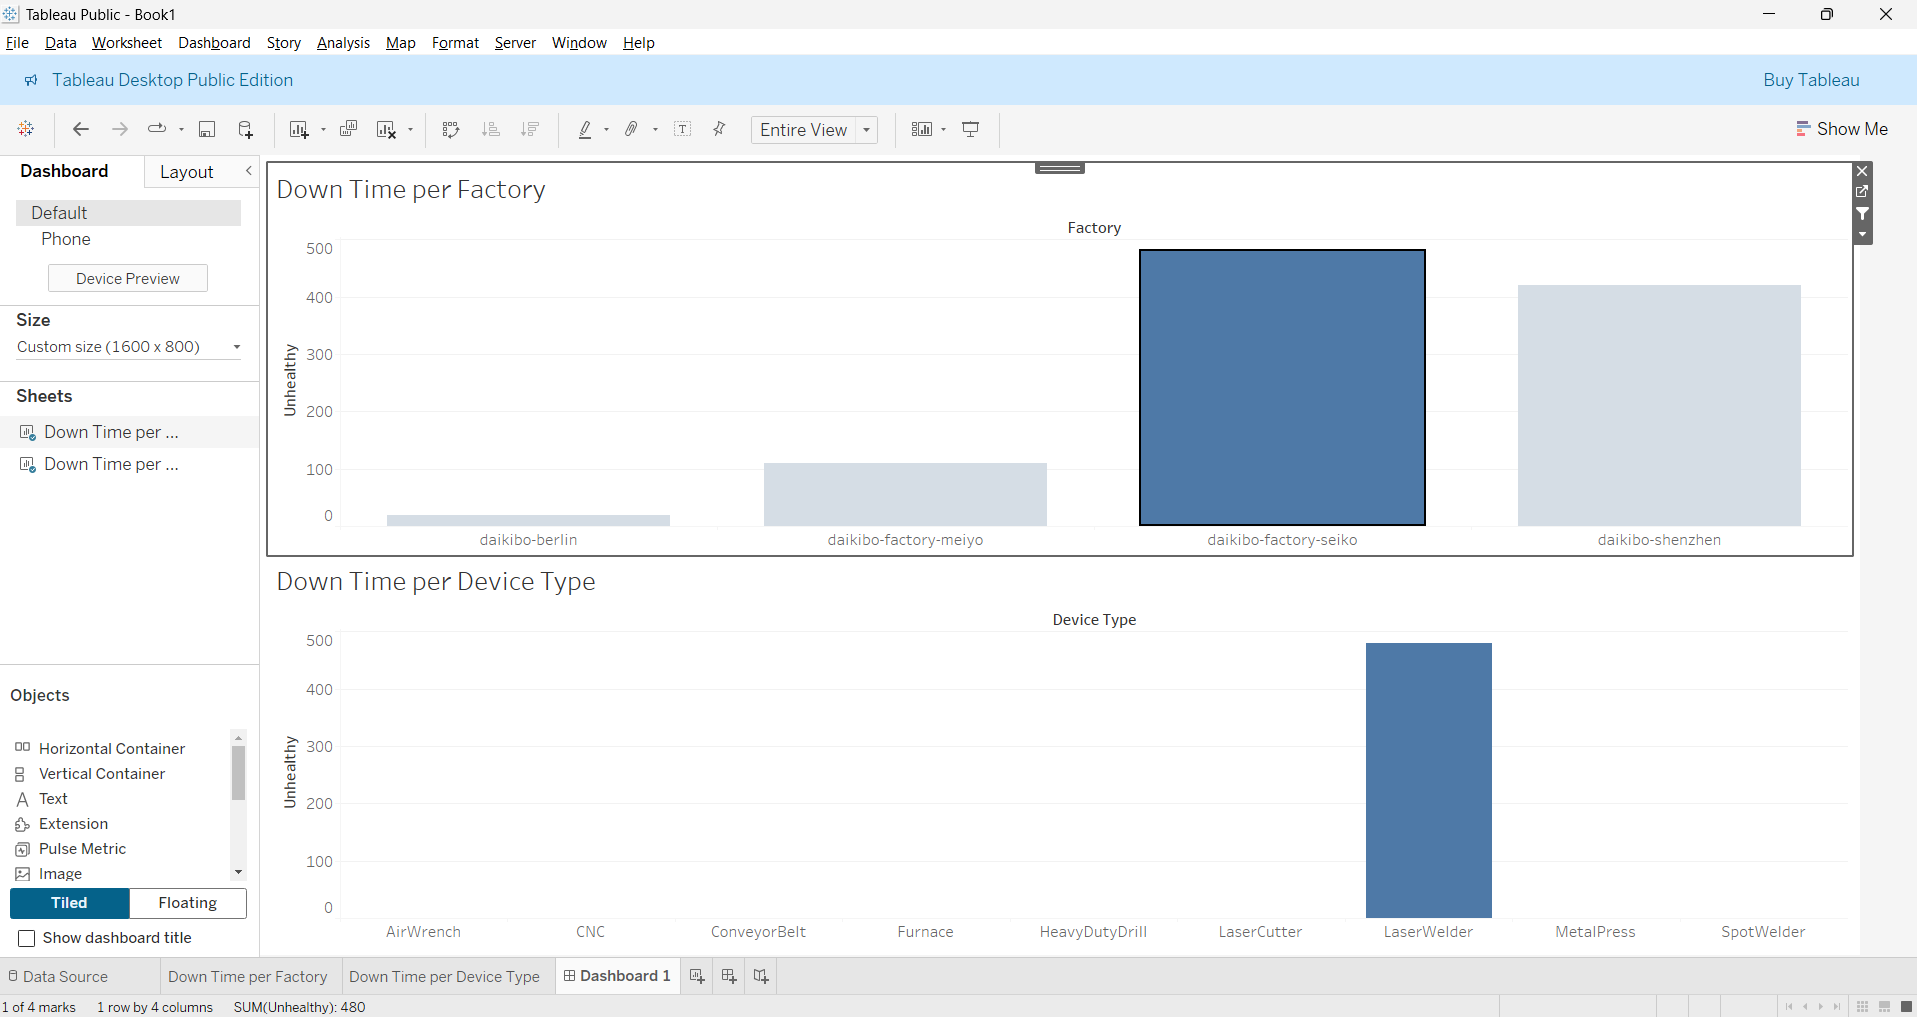 Tableau Public - Book1
File Data Worksheet Dashboard Story Analysis Map Format Server Window Help
Tableau Desktop Public Edition
Buy Tableau
Entire View
Show Me
Dashboard
Layout
Default
Phone
Device Preview
Size
Custom size (1600 x 800)
Sheets
Down Time per ...
Down Time per ...
Objects
Horizontal Container
Vertical Container
Text
Extension
Pulse Metric
Image
Tiled
Floating
Show dashboard title
Down Time per Factory
Factory
Unhealthy
500
400
300
200
100
0
daikibo-berlin
daikibo-factory-meiyo
daikibo-factory-seiko
daikibo-shenzhen
Down Time per Device Type
Device Type
Unhealthy
500
400
300
200
100
0
AirWrench
CNC
ConveyorBelt
Furnace
HeavyDutyDrill
LaserCutter
LaserWelder
MetalPress
SpotWelder
Data Source
Down Time per Factory
Down Time per Device Type
Dashboard 1
1 of 4 marks
1 row by 4 columns
SUM(Unhealthy): 480